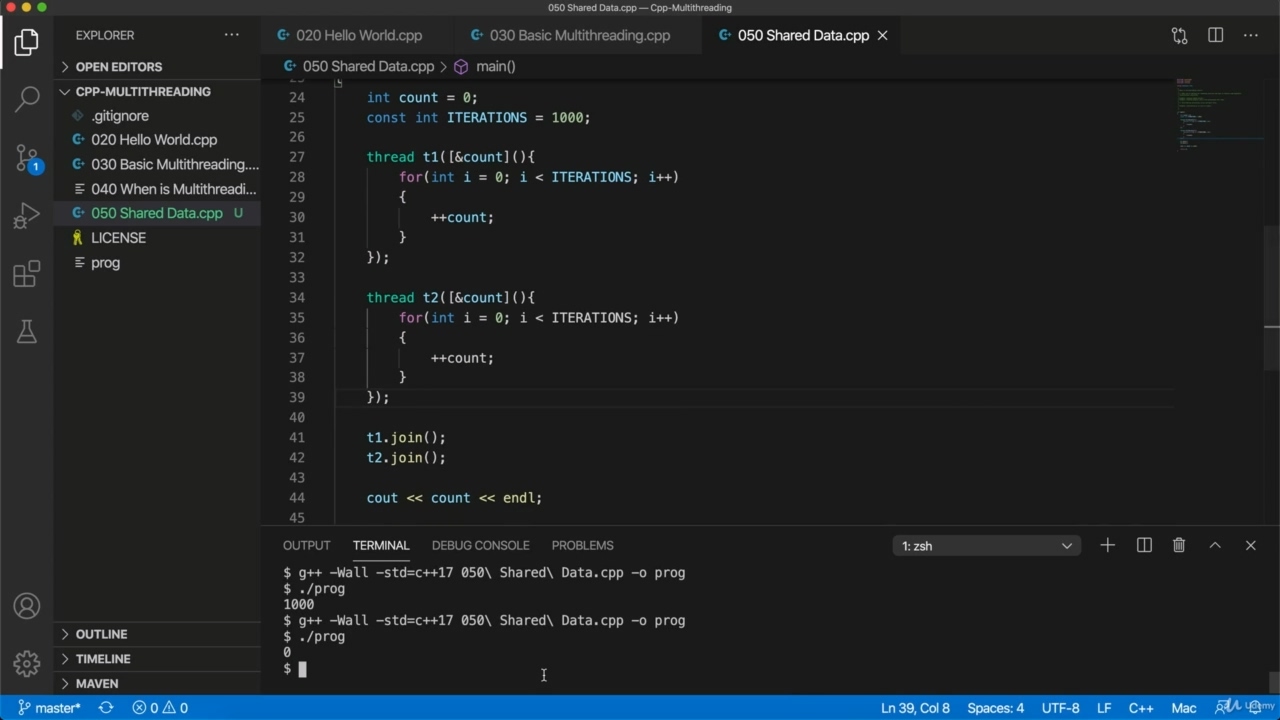 050 Shared Data.cpp — Cpp-Multithreading
EXPLORER
020 Hello World.cpp
030 Basic Multithreading.cpp
050 Shared Data.cpp
OPEN EDITORS
050 Shared Data.cpp > main()
CPP-MULTITHREADING
.gitignore
020 Hello World.cpp
030 Basic Multithreading....
040 When is Multithreadi...
050 Shared Data.cpp U
LICENSE
prog
1
24 int count = 0;
25 const int ITERATIONS = 1000;
26
27 thread t1([&count](){
28 for(int i = 0; i < ITERATIONS; i++)
29 {
30 ++count;
31 }
32 });
33
34 thread t2([&count](){
35 for(int i = 0; i < ITERATIONS; i++)
36 {
37 ++count;
38 }
39 });
40
41 t1.join();
42 t2.join();
43
44 cout << count << endl;
45
OUTPUT TERMINAL DEBUG CONSOLE PROBLEMS
1: zsh
$ g++ -Wall -std=c++17 050\ Shared\ Data.cpp -o prog
$ ./prog
1000
$ g++ -Wall -std=c++17 050\ Shared\ Data.cpp -o prog
$ ./prog
0
$
OUTLINE
TIMELINE
MAVEN
master* 0 0
Ln 39, Col 8 Spaces: 4 UTF-8 LF C++ Mac
Udemy